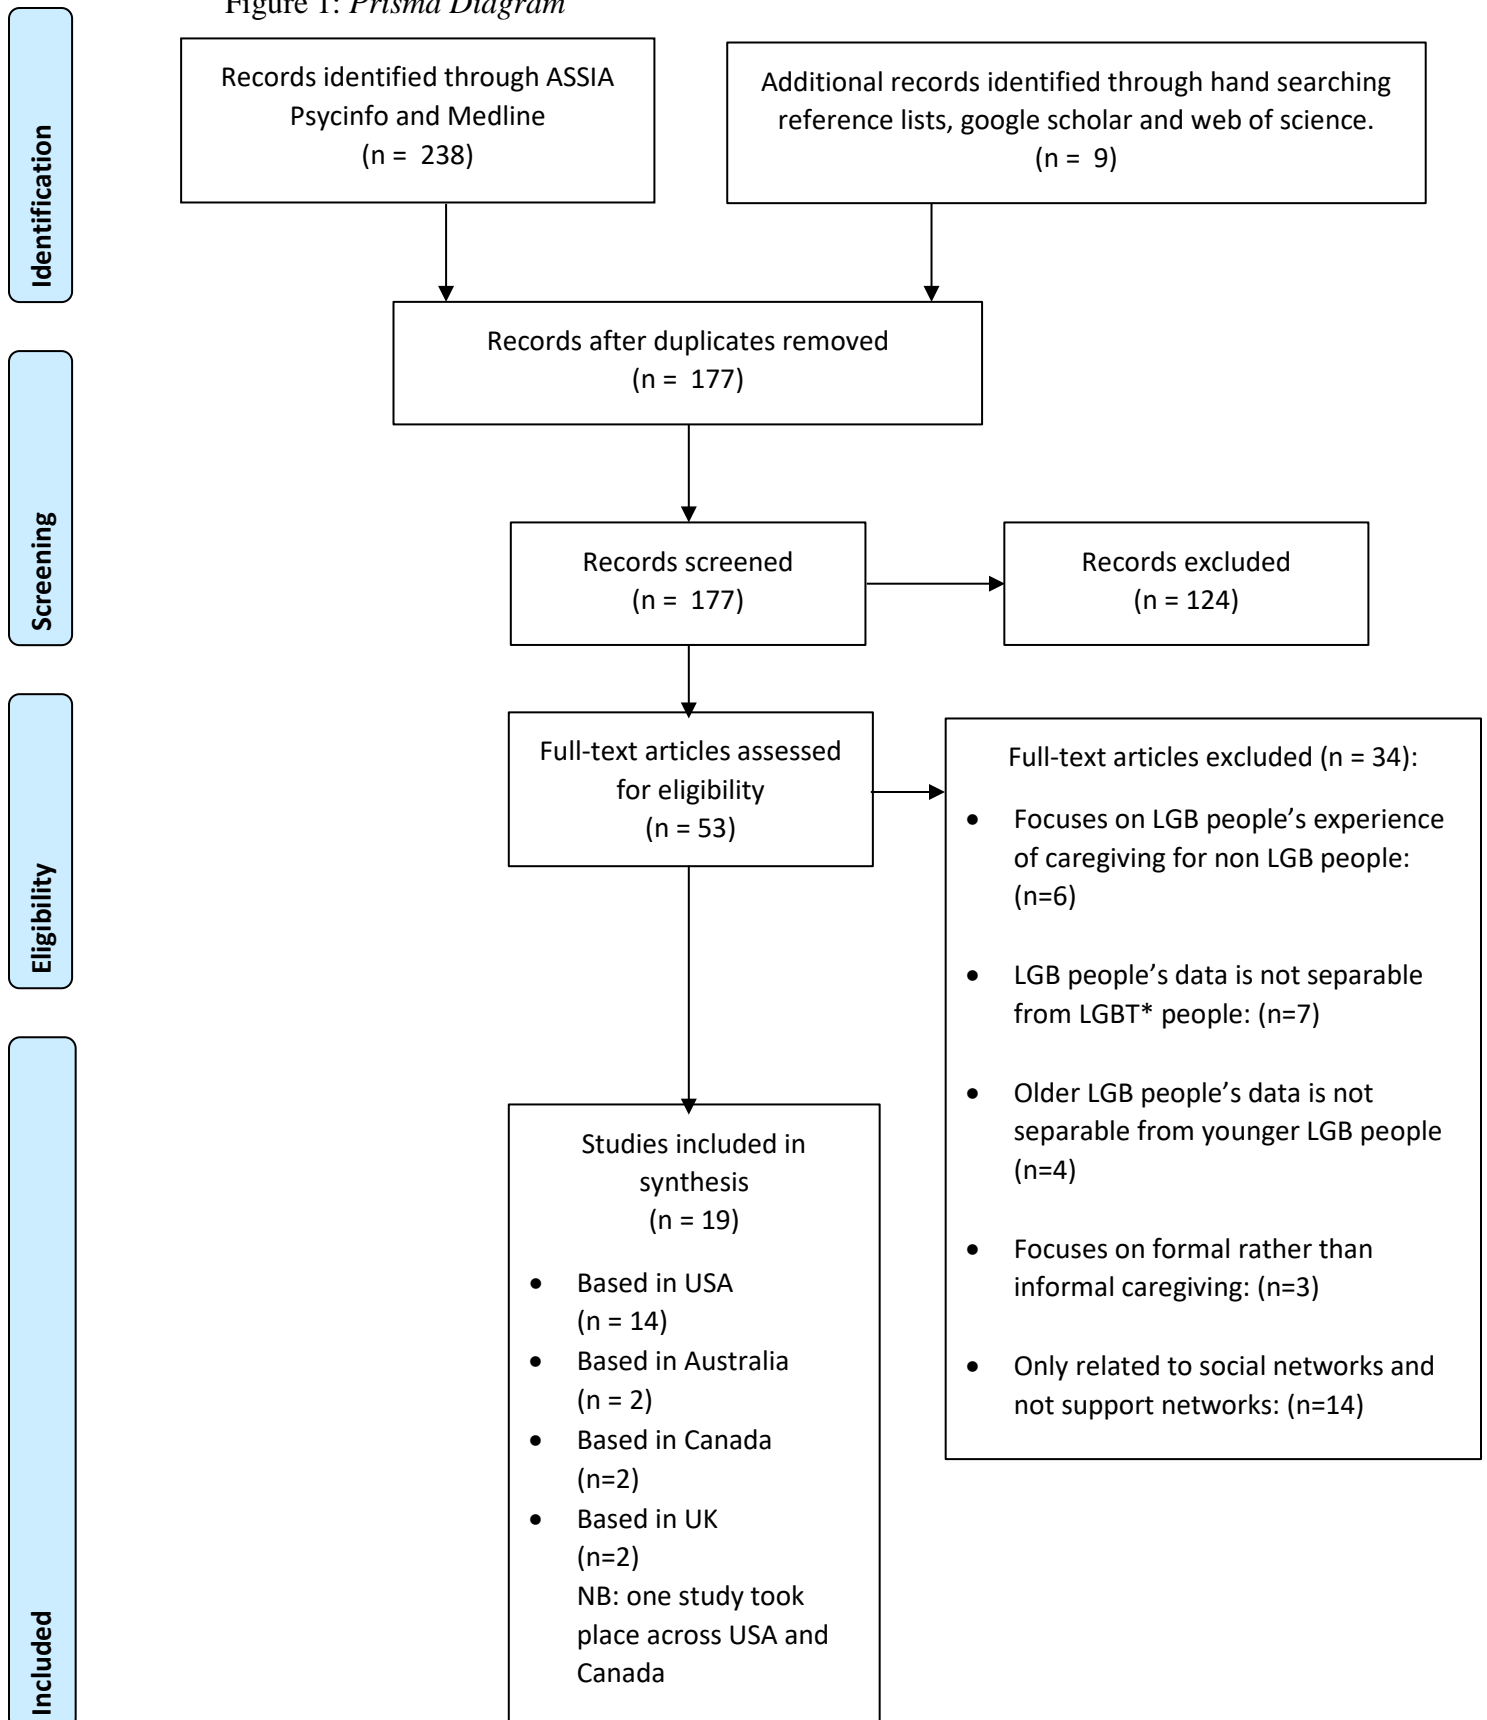 Figure 1: Prisma Diagram
Identification
Records identified through ASSIA
Psycinfo and Medline
(n = 238)
Additional records identified through hand searching
reference lists, google scholar and web of science.
(n = 9)
Records after duplicates removed
(n = 177)
Screening
Records screened
(n = 177)
Records excluded
(n = 124)
Eligibility
Full-text articles assessed
for eligibility
(n = 53)
Full-text articles excluded (n = 34):
• Focuses on LGB people’s experience
of caregiving for non LGB people:
(n=6)
• LGB people’s data is not separable
from LGBT* people: (n=7)
• Older LGB people’s data is not
separable from younger LGB people
(n=4)
• Focuses on formal rather than
informal caregiving: (n=3)
• Only related to social networks and
not support networks: (n=14)
Included
Studies included in
synthesis
(n = 19)
• Based in USA
(n = 14)
• Based in Australia
(n = 2)
• Based in Canada
(n=2)
• Based in UK
(n=2)
NB: one study took
place across USA and
Canada